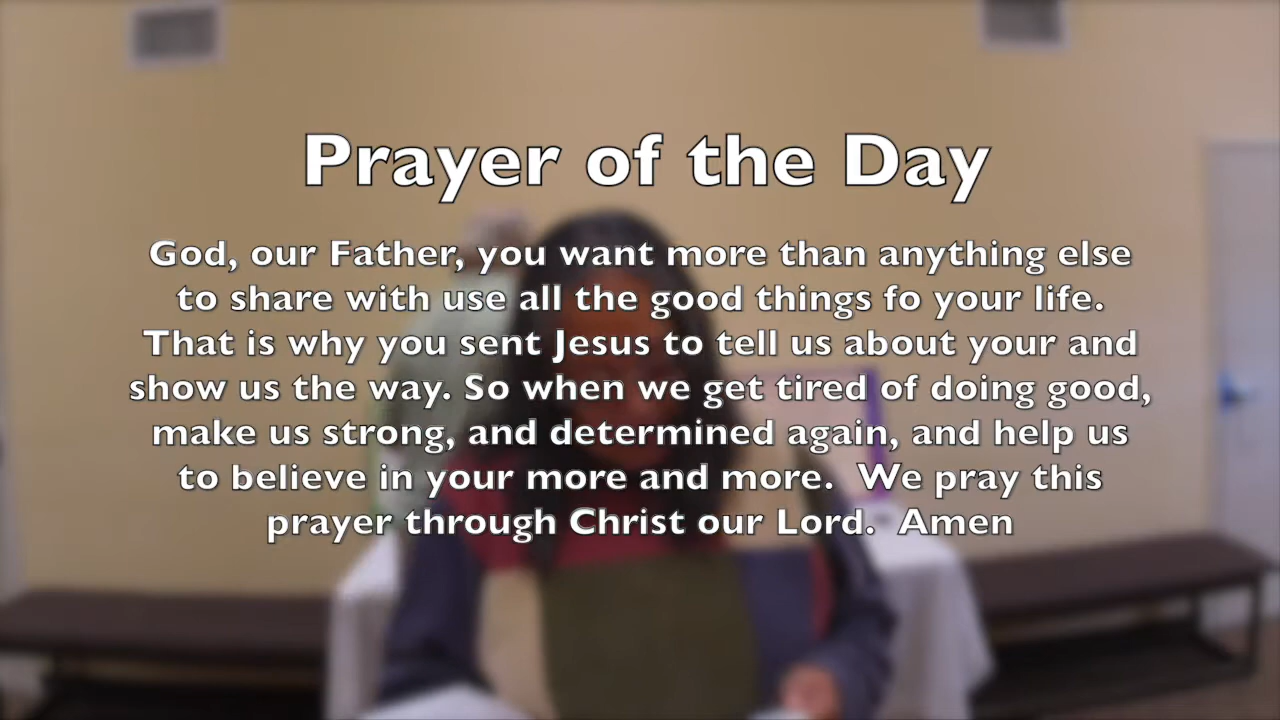 Prayer of the Day
God, our Father, you want more than anything else
to share with use all the good things fo your life.
That is why you sent Jesus to tell us about your and
show us the way. So when we get tired of doing good,
make us strong, and determined again, and help us
to believe in your more and more.  We pray this
prayer through Christ our Lord.  Amen